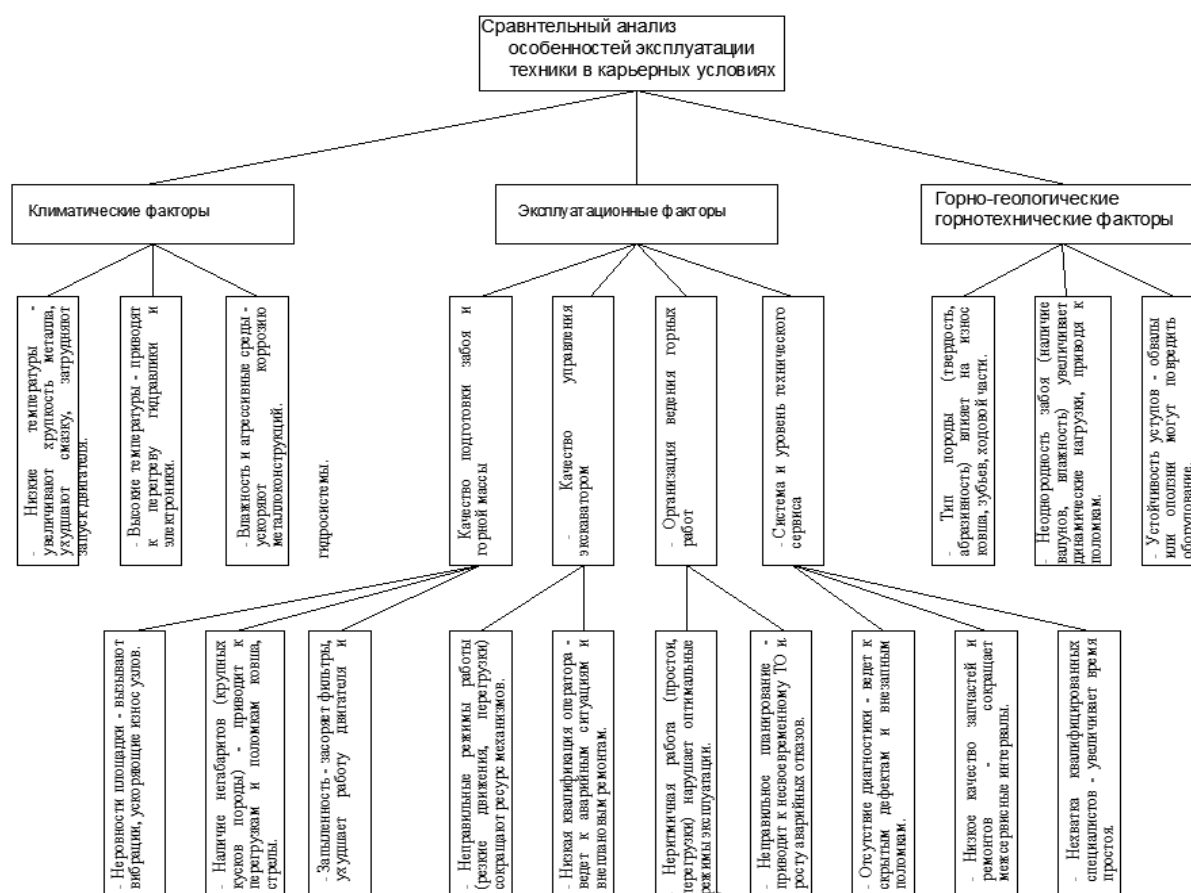 Сравнтельный анализ
особенностей эксплуатации
техники в карьерных условиях
Климатические факторы
Эксплуатационные факторы
Горно-геологические
горнотехнические факторы
- Низкие температуры -
увеличивают хрупкость металла,
ухудшают смазку, затрудняют
запуск двигателя.
- Высокие температуры - приводят
к перегреву гидравлики и
электроники.
- Влажность и агрессивные среды -
ускоряют коррозию
металлоконструкций.
гидросистемы.
Качество подготовки забоя и
горной массы
- Качество управления
экскаватором
- Организация ведения горных
работ
- Система и уровень технического
сервиса
- Тип породы (твердость,
абразивность) влияет на износ
ковша, зубьев, ходовой части.
- Неоднородность забоя (наличие
валунов, влажность) увеличивает
динамические нагрузки, приводя к
поломкам.
- Устойчивость уступов - обвалы
или оползни могут повредить
оборудование.
- Неровности площадки - вызывают
вибрации, ускоряющие износ узлов.
- Наличие негабаритов (крупных
кусков породы) - приводит к
перегрузкам и поломкам ковша,
стрелы.
- Запыленность - засоряет фильтры,
ухудшает работу двигателя и
- Неправильные режимы работы
(резкие движения, перегрузки)
сокращают ресурс механизмов.
- Низкая квалификация оператора -
ведет к аварийным ситуациям и
внеплановым ремонтам.
- Неритмичная работа (простои,
перегрузки) нарушает оптимальные
режимы эксплуатации.
- Неправильное планирование -
приводит к несвоевременному ТО и
росту аварийных отказов.
- Отсутствие диагностики - ведет к
скрытым дефектам и внезапным
поломкам.
- Низкое качество запчастей и
ремонтов - сокращает
межсервисные интервалы.
- Нехватка квалифицированных
специалистов - увеличивает время
простоя.